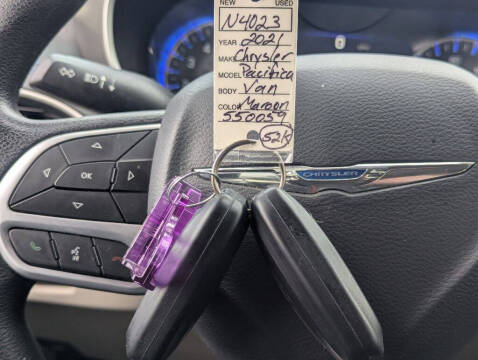 NEW USED
N4023
YEAR 2021
MAKE Chrysler
MODEL Pacifica
BODY Van
COLOR Maroon
550059
52K
OK
CHRYSLER